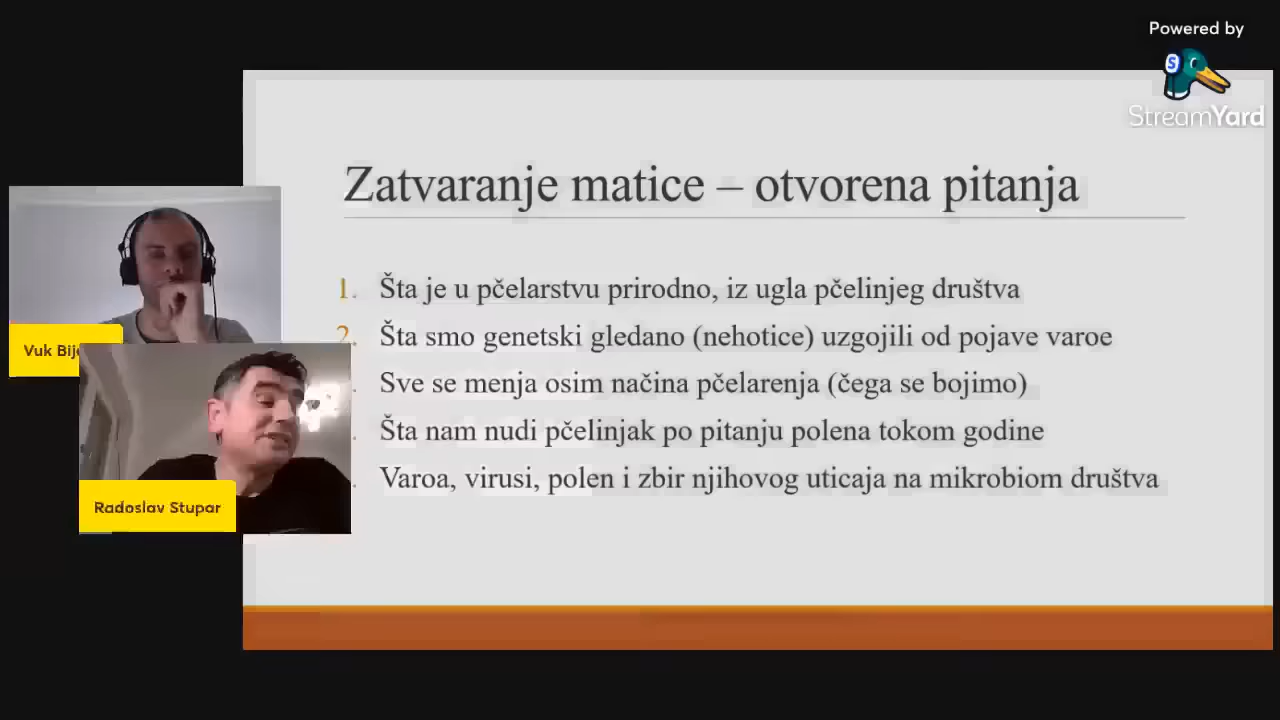 Powered by
StreamYard
Zatvaranje matice – otvorena pitanja
1. Šta je u pčelarstvu prirodno, iz ugla pčelinjeg društva
2. Šta smo genetski gledano (nehotice) uzgojili od pojave varoe
Sve se menja osim načina pčelarenja (čega se bojimo)
Šta nam nudi pčelinjak po pitanju polena tokom godine
Varoa, virusi, polen i zbir njihovog uticaja na mikrobiom društva
Vuk
Radoslav Stupar